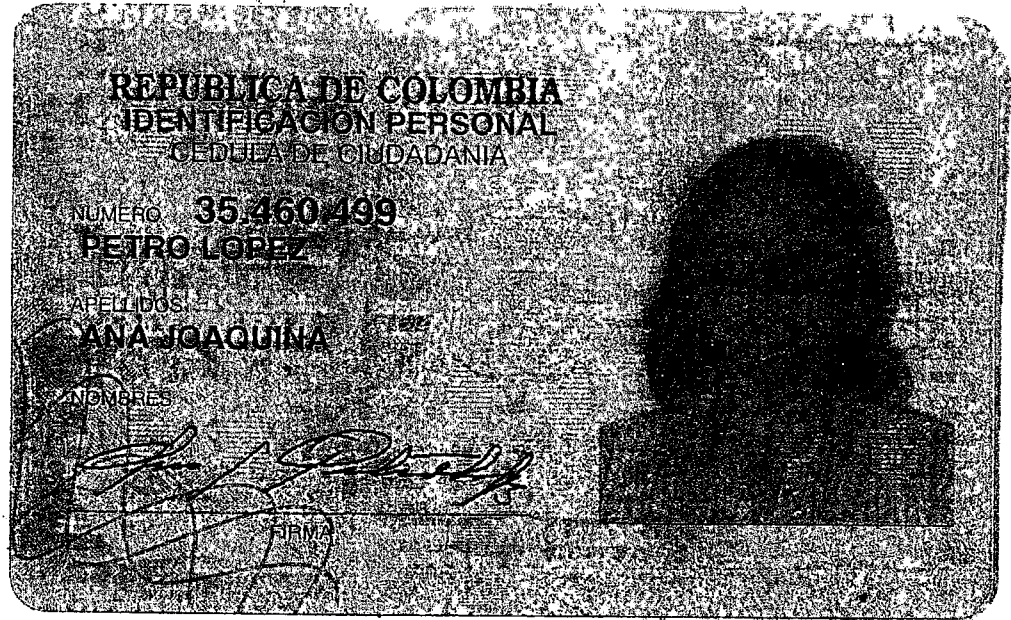 REPUBLICA DE COLOMBIA
IDENTIFICACION PERSONAL
CEDULA DE CIUDADANIA
NUMERO 35.460.499
PETRO LOPEZ
APELLIDOS
ANA JOAQUINA
NOMBRES
FIRMA